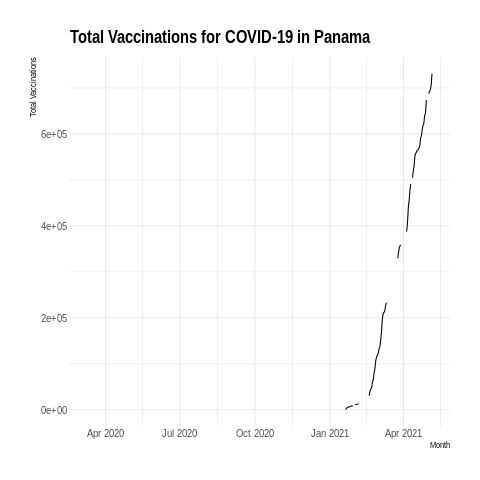 Total Vaccinations for COVID-19 in Panama
Total Vaccinations
6e+05
4e+05
2e+05
0e+00
Apr 2020 Jul 2020 Oct 2020 Jan 2021 Apr 2021
Month